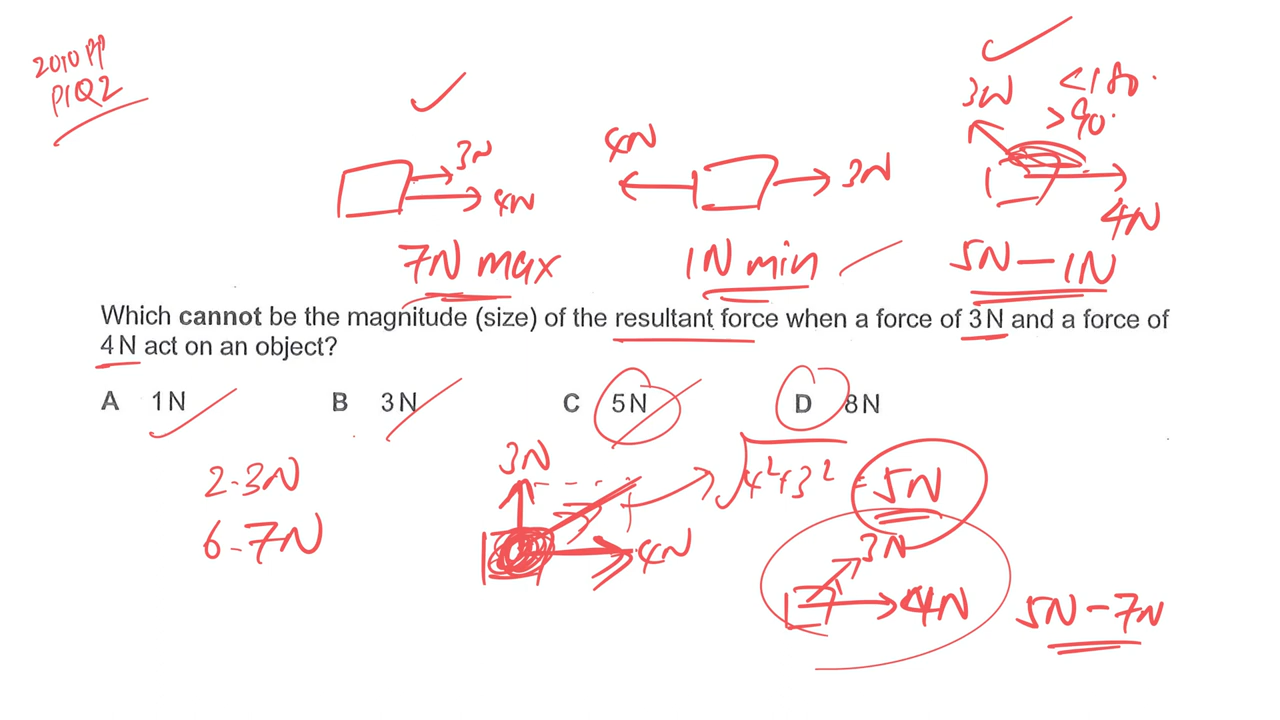 2010 PP
P1Q2
3N
4N
7N max
4N
3N
1N min
3N
<180°
>90°
4N
5N – 1N
Which cannot be the magnitude (size) of the resultant force when a force of 3 N and a force of
4 N act on an object?
A 1 N B 3 N C 5 N D 8 N
2.3N
6.7N
3N
4N
√4²+3² = 5N
3N
4N
5N – 7N